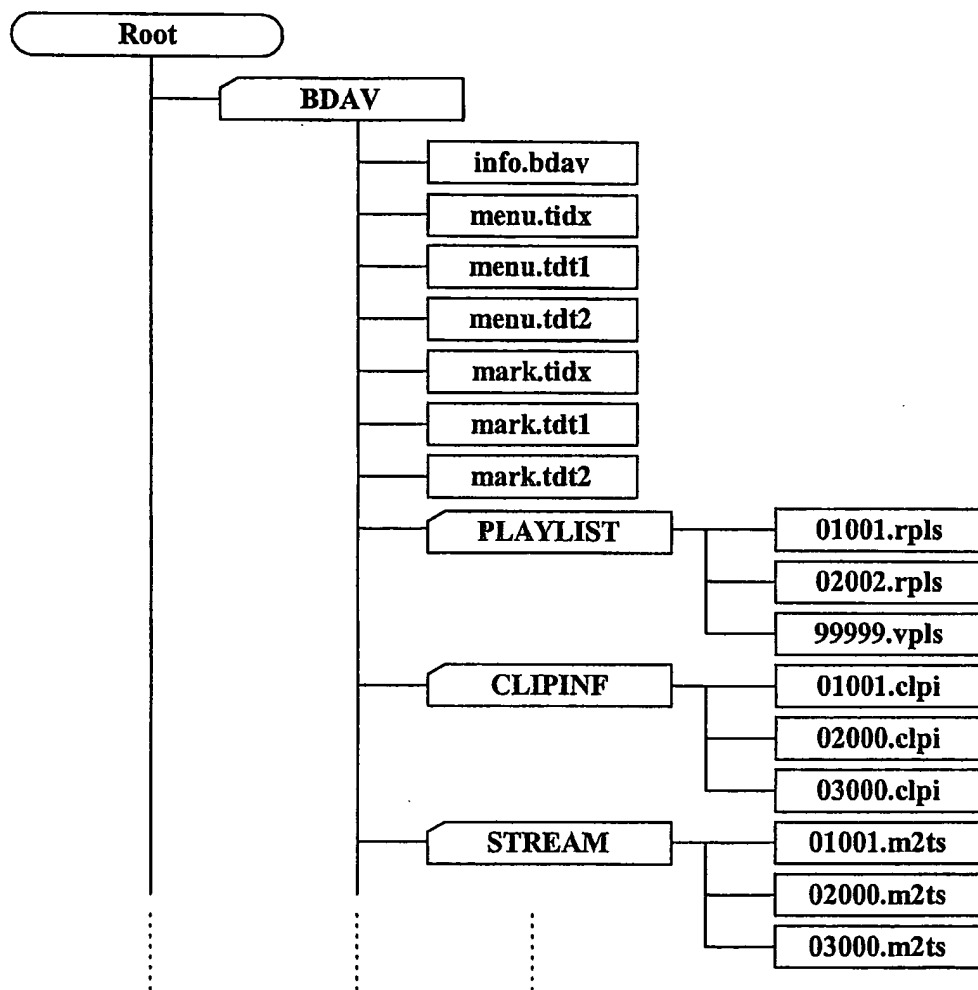 Root
BDAV
info.bdav
menu.tidx
menu.tdt1
menu.tdt2
mark.tidx
mark.tdt1
mark.tdt2
PLAYLIST
01001.rpls
02002.rpls
99999.vpls
CLIPINF
01001.clpi
02000.clpi
03000.clpi
STREAM
01001.m2ts
02000.m2ts
03000.m2ts